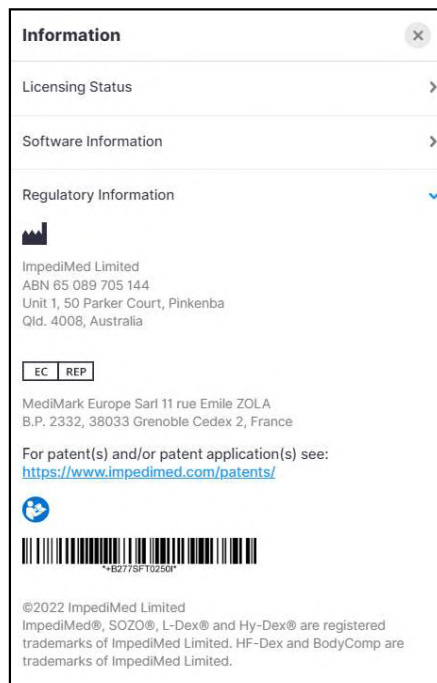 Information
Licensing Status
Software Information
Regulatory Information
ImpediMed Limited
ABN 65 089 705 144
Unit 1, 50 Parker Court, Pinkenba
Qld. 4008, Australia
EC REP
MediMark Europe Sarl 11 rue Emile ZOLA
B.P. 2332, 38033 Grenoble Cedex 2, France
For patent(s) and/or patent application(s) see:
https://www.impedimed.com/patents/
*+B277SFT0250I*
©2022 ImpediMed Limited
ImpediMed®, SOZO®, L-Dex® and Hy-Dex® are registered
trademarks of ImpediMed Limited. HF-Dex and BodyComp are
trademarks of ImpediMed Limited.